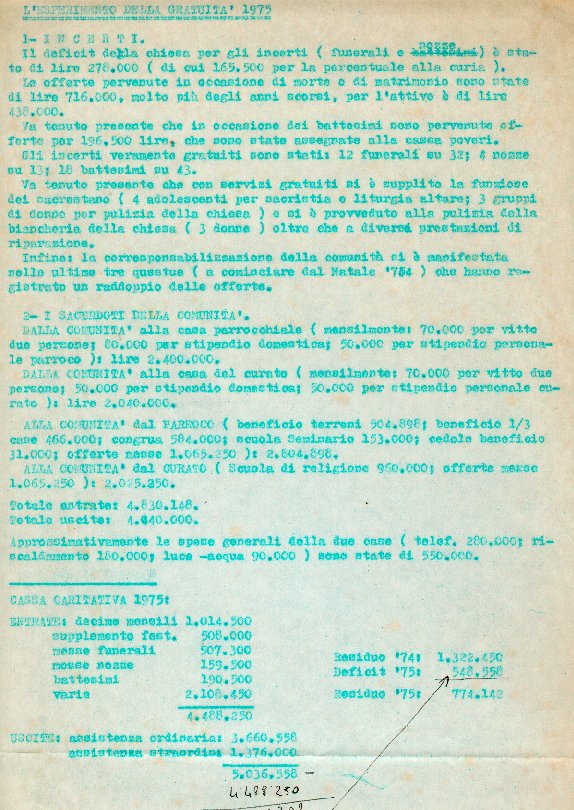 L'ESPERIMENTO DELLA GRATUITA' 1975
1- I N C E R T I.
Il deficit della chiesa per gli incerti ( funerali e nozze ) è sta-
to di lire 278.000 ( di cui 165.500 per la percentuale alla curia ).
Le offerte pervenute in occasione di morte o di matrimonio sono state
di lire 716.000, molto più degli anni scorsi, per l'attivo è di lire
438.000.
Va tenuto presente che in occasione dei battesimi sono pervenute of-
ferte per 196.500 lire, che sono state assegnate alla cassa poveri.
Gli incerti veramente gratuiti sono stati: 12 funerali su 32; 4 nozze
su 13; 18 battesimi su 43.
Va tenuto presente che con servizi gratuiti si è supplito la funzione
dei sacrestano ( 4 adolescenti per sacristia e liturgia altare; 3 gruppi
di donne per pulizia della chiesa ) e si è provveduto alla pulizia della
biancheria della chiesa ( 3 donne ) oltre che a diversi prestazioni di
riparazione.
Infine: la corresponsabilizzazione della comunità si è manifestata
nelle ultime tre questue ( a cominciare dal Natale ) che hanno re-
gistrato un raddoppio delle offerte.
2- I SACERDOTI DELLA COMUNITA'.
DALLA COMUNITA' alla casa parrocchiale ( mensilmente: 70.000 per vitto
due persone; 80.000 per stipendio domestica; 50.000 per stipendio persona-
le parroco ): lire 2.400.000.
DALLA COMUNITA' alla casa del curato ( mensilmente: 70.000 per vitto due
persone; 50.000 per stipendio domestica; 50.000 per stipendio personale cu-
rato ): lire 2.040.000.
ALLA COMUNITA' dal PARROCO ( beneficio terreni 504.898; beneficio 1/3
case 466.000; congrua 584.000; scuola Seminario 153.000; cedole beneficio
31.000; offerte messe 1.065.250 ): 2.804.898.
ALLA COMUNITA' dal CURATO ( Scuola di religione 960.000; offerte messe
1.065.250 ): 2.025.250.
Totale entrate: 4.830.148.
Totale uscite: 4.440.000.
Approssimativamente le spese generali della due case ( telef. 280.000; ri-
scaldamento 180.000; luce -acqua 90.000 ) sono state di 550.000.
CASSA CARITATIVA 1975:
ENTRATE: decime mensili 1.014.500
supplemento fest. 508.000
messe funerali 507.300
messe nozze 159.500
battesimi 190.500
varie 2.108.450
4.488.250
Residuo '74: 1.322.450
Deficit '75: 548.558
Residuo '75: 774.142
USCITE: assistenza ordinaria: 3.660.558
assistenza straordin: 1.376.000
5.036.558 -
4 488 250